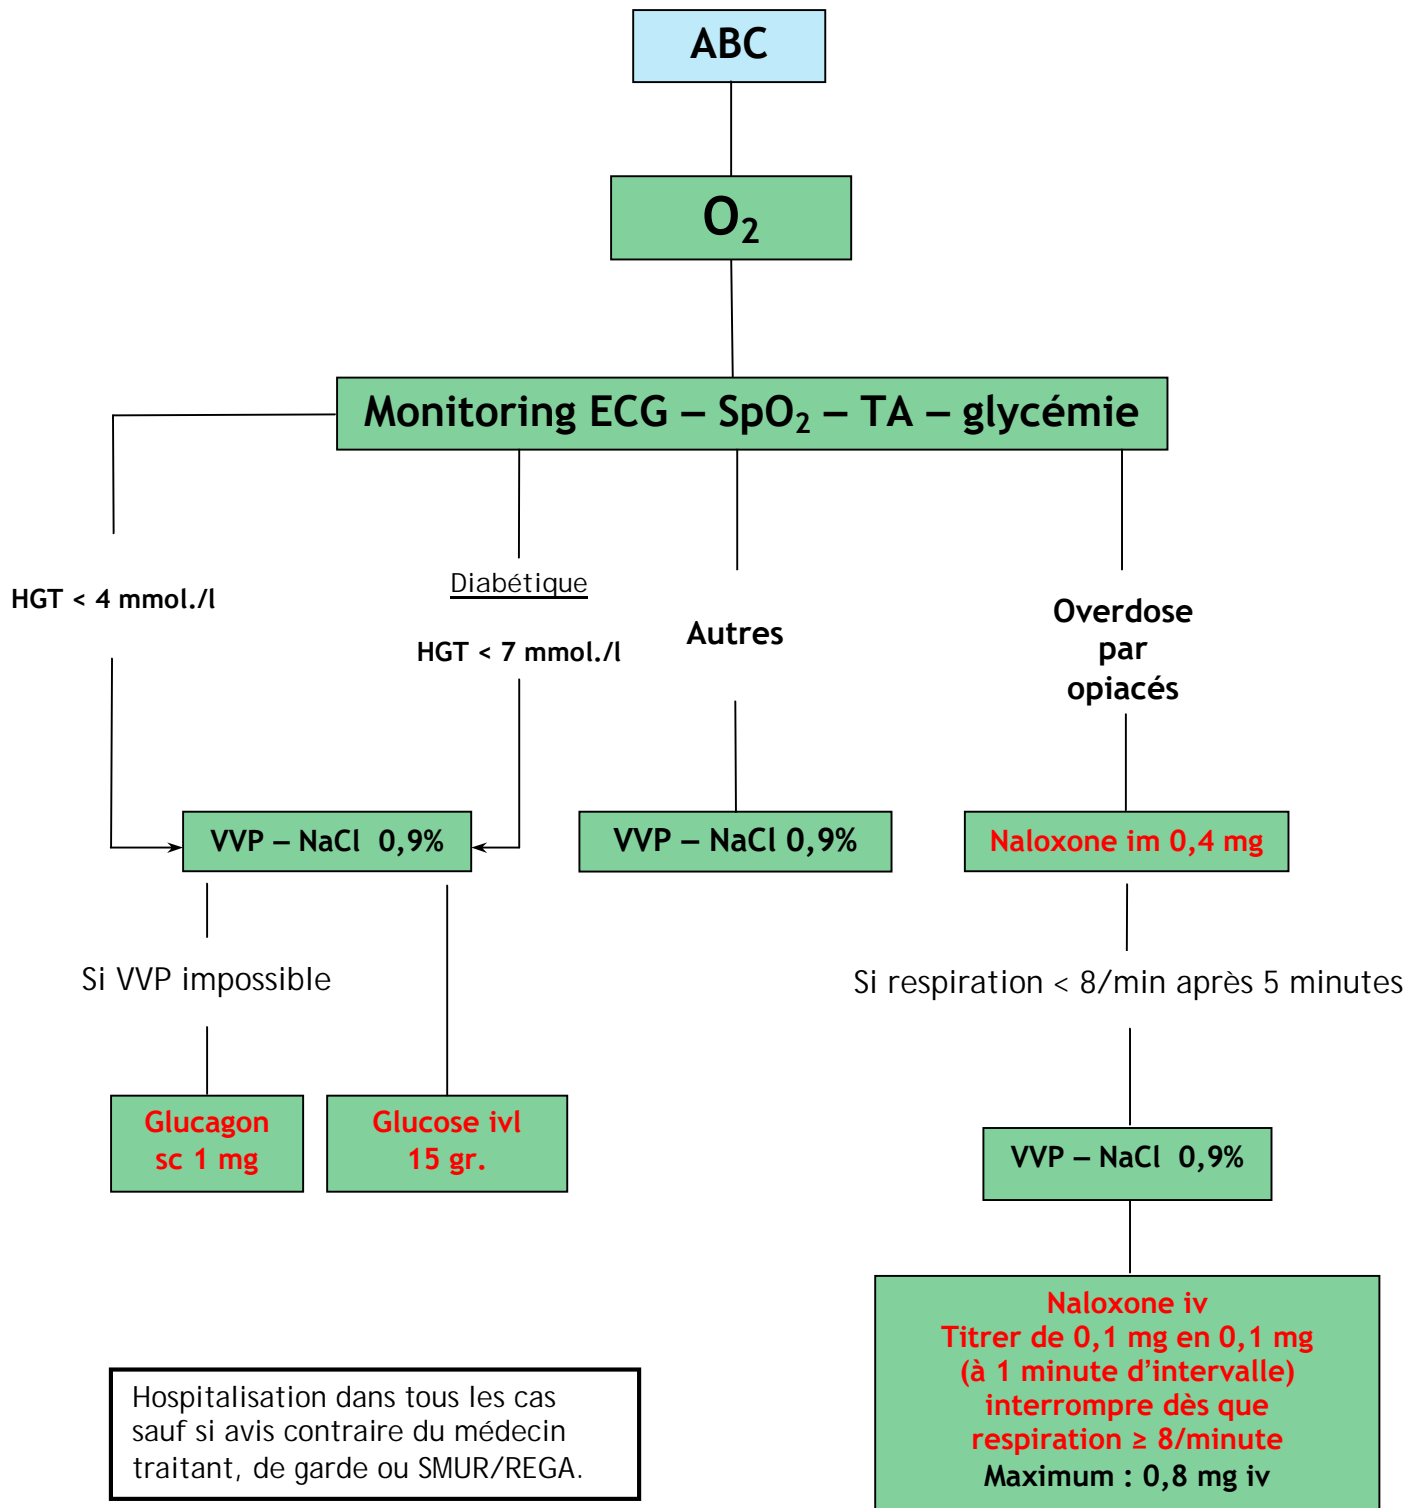 ABC
O₂
Monitoring ECG – SpO₂ – TA – glycémie
HGT < 4 mmol./l
Diabétique
HGT < 7 mmol./l
Autres
Overdose
par
opiacés
VVP – NaCl 0,9%
VVP – NaCl 0,9%
Naloxone im 0,4 mg
Si VVP impossible
Si respiration < 8/min après 5 minutes
Glucagon
sc 1 mg
Glucose ivl
15 gr.
VVP – NaCl 0,9%
Naloxone iv
Titrer de 0,1 mg en 0,1 mg
(à 1 minute d’intervalle)
interrompre dès que
respiration ≥ 8/minute
Maximum : 0,8 mg iv
Hospitalisation dans tous les cas
sauf si avis contraire du médecin
traitant, de garde ou SMUR/REGA.